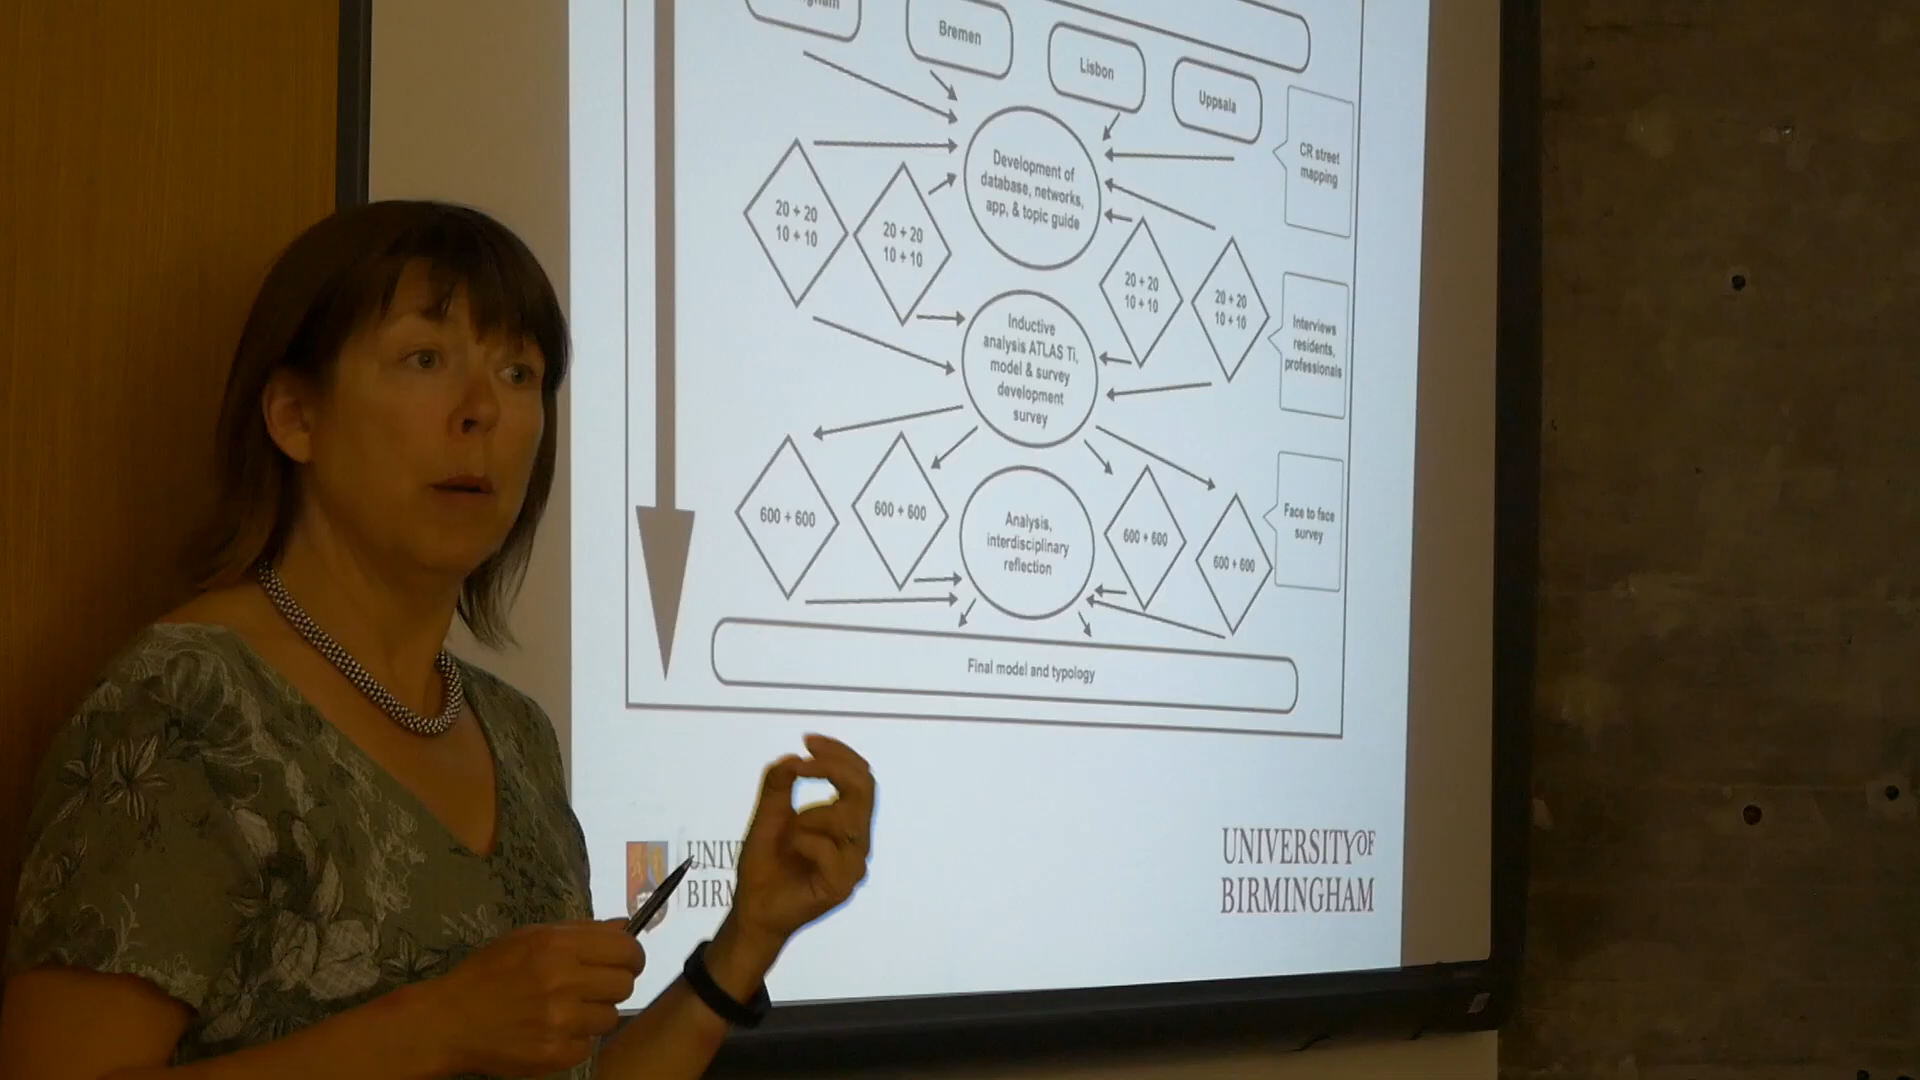 Bremen
Lisbon
Uppsala
CR street
mapping
Development of
database, networks,
app, & topic guide
20 + 20
10 + 10
20 + 20
10 + 10
20 + 20
10 + 10
20 + 20
10 + 10
Interviews
residents,
professionals
Inductive
analysis ATLAS Ti,
model & survey
development
survey
600 + 600
600 + 600
600 + 600
600 + 600
Analysis,
interdisciplinary
reflection
Face to face
survey
Final model and typology
UNIV
BIRM
UNIVERSITY OF
BIRMINGHAM